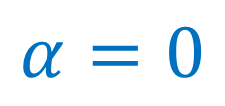 α = 0